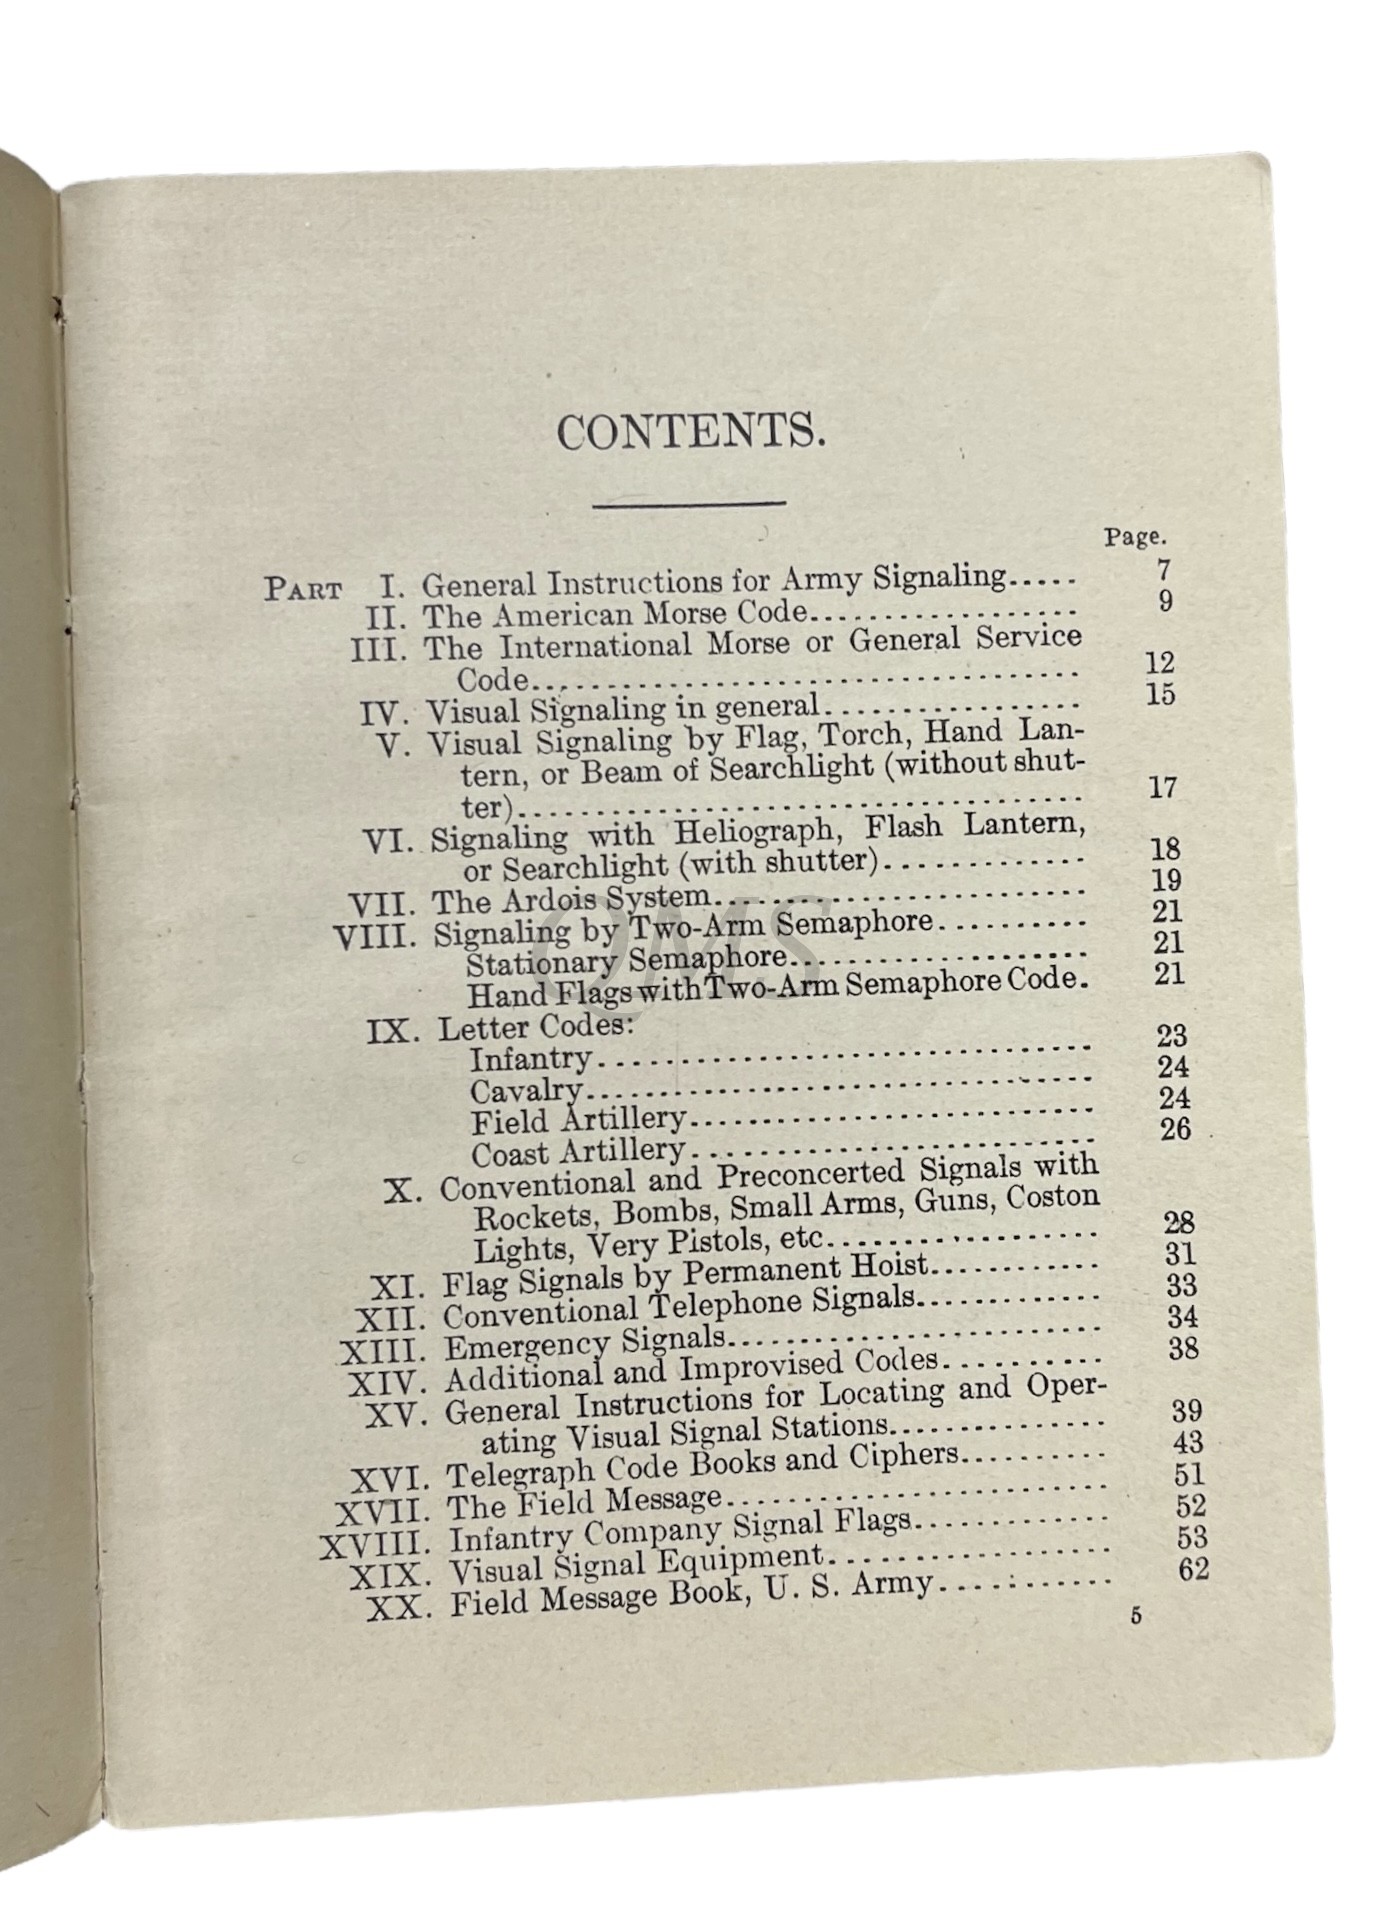 CONTENTS.
Page.
PART I. General Instructions for Army Signaling..... 7
II. The American Morse Code................... 9
III. The International Morse or General Service
Code..................................... 12
IV. Visual Signaling in general................. 15
V. Visual Signaling by Flag, Torch, Hand Lan-
tern, or Beam of Searchlight (without shut-
ter)...................................... 17
VI. Signaling with Heliograph, Flash Lantern,
or Searchlight (with shutter)............. 18
VII. The Ardois System........................ 19
VIII. Signaling by Two-Arm Semaphore.......... 21
Stationary Semaphore..................... 21
Hand Flags with Two-Arm Semaphore Code. 21
IX. Letter Codes:
Infantry.................................. 23
Cavalry................................... 24
Field Artillery............................ 24
Coast Artillery............................ 26
X. Conventional and Preconcerted Signals with
Rockets, Bombs, Small Arms, Guns, Coston
Lights, Very Pistols, etc.................. 28
XI. Flag Signals by Permanent Hoist............ 31
XII. Conventional Telephone Signals............. 33
XIII. Emergency Signals......................... 34
XIV. Additional and Improvised Codes.......... 38
XV. General Instructions for Locating and Oper-
ating Visual Signal Stations............... 39
XVI. Telegraph Code Books and Ciphers.......... 43
XVII. The Field Message......................... 51
XVIII. Infantry Company Signal Flags............. 52
XIX. Visual Signal Equipment.................. 53
XX. Field Message Book, U. S. Army............ 62
5
QMS